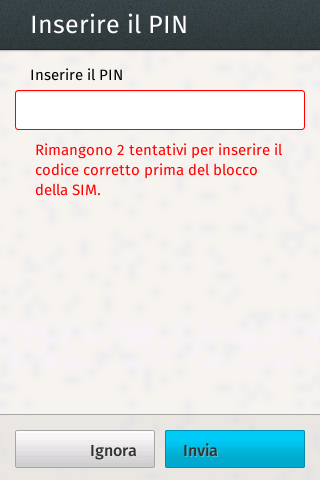 Inserire il PIN
Inserire il PIN
Rimangono 2 tentativi per inserire il
codice corretto prima del blocco
della SIM.
Ignora
Invia